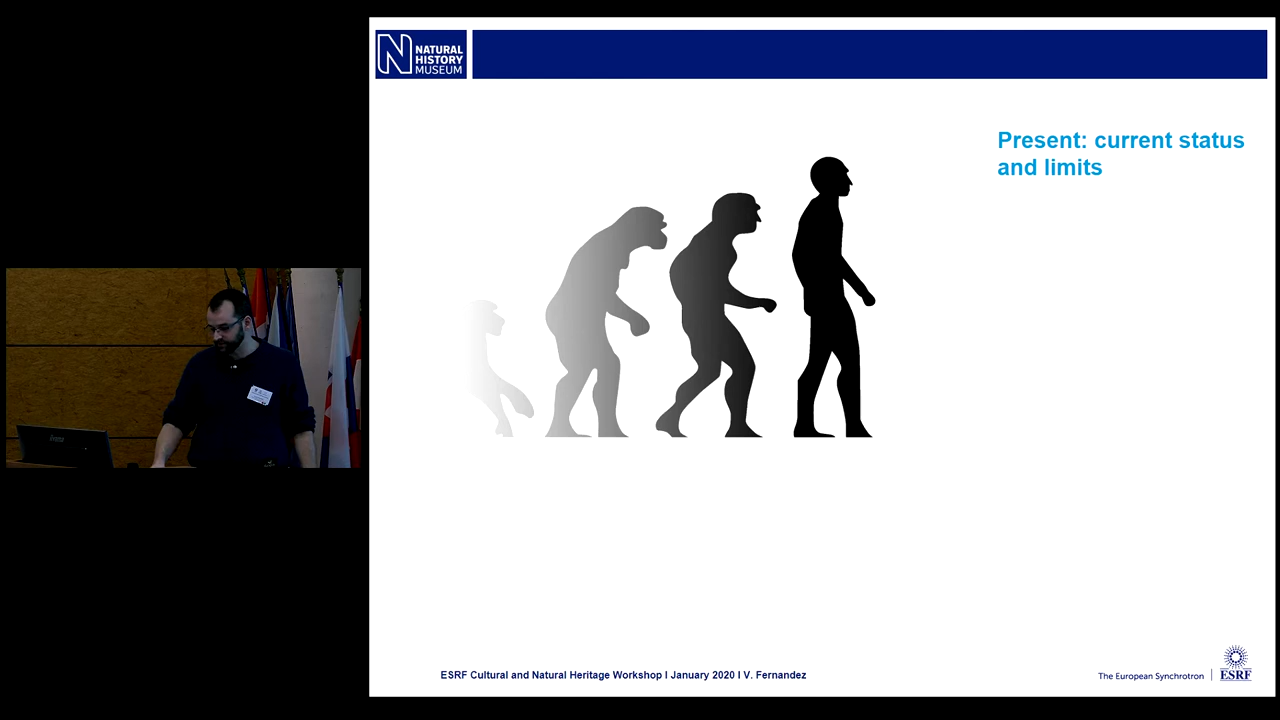 NATURAL
HISTORY
MUSEUM
Present: current status
and limits
ESRF Cultural and Natural Heritage Workshop I January 2020 I V. Fernandez
The European Synchrotron
ESRF